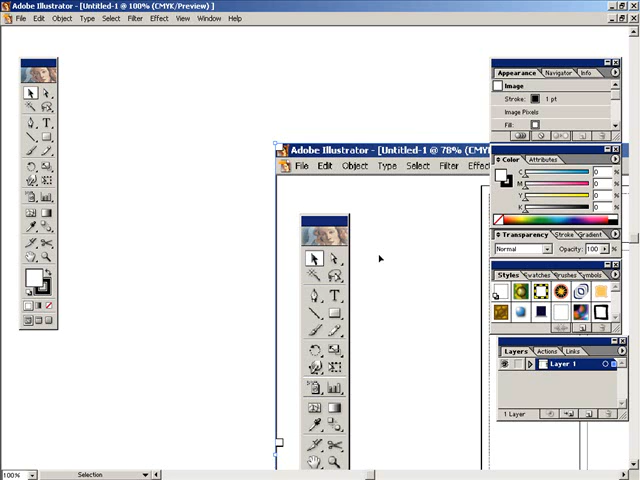 Adobe Illustrator - [Untitled-1 @ 100% (CMYK/Preview) ]
File Edit Object Type Select Filter Effect View Window Help
Appearance Navigator Info
Image
Stroke: 1 pt
Image Pixels
Fill:
Adobe Illustrator - [Untitled-1 @ 78% (CMY
File Edit Object Type Select Filter Effec
Color Attributes
C 0 %
M 0
Y 0
K 0
Transparency Stroke Gradient
Normal Opacity: 100 %
Styles watches Brushes ymbols
Layers Actions Links
Layer 1
1 Layer
100% Selection